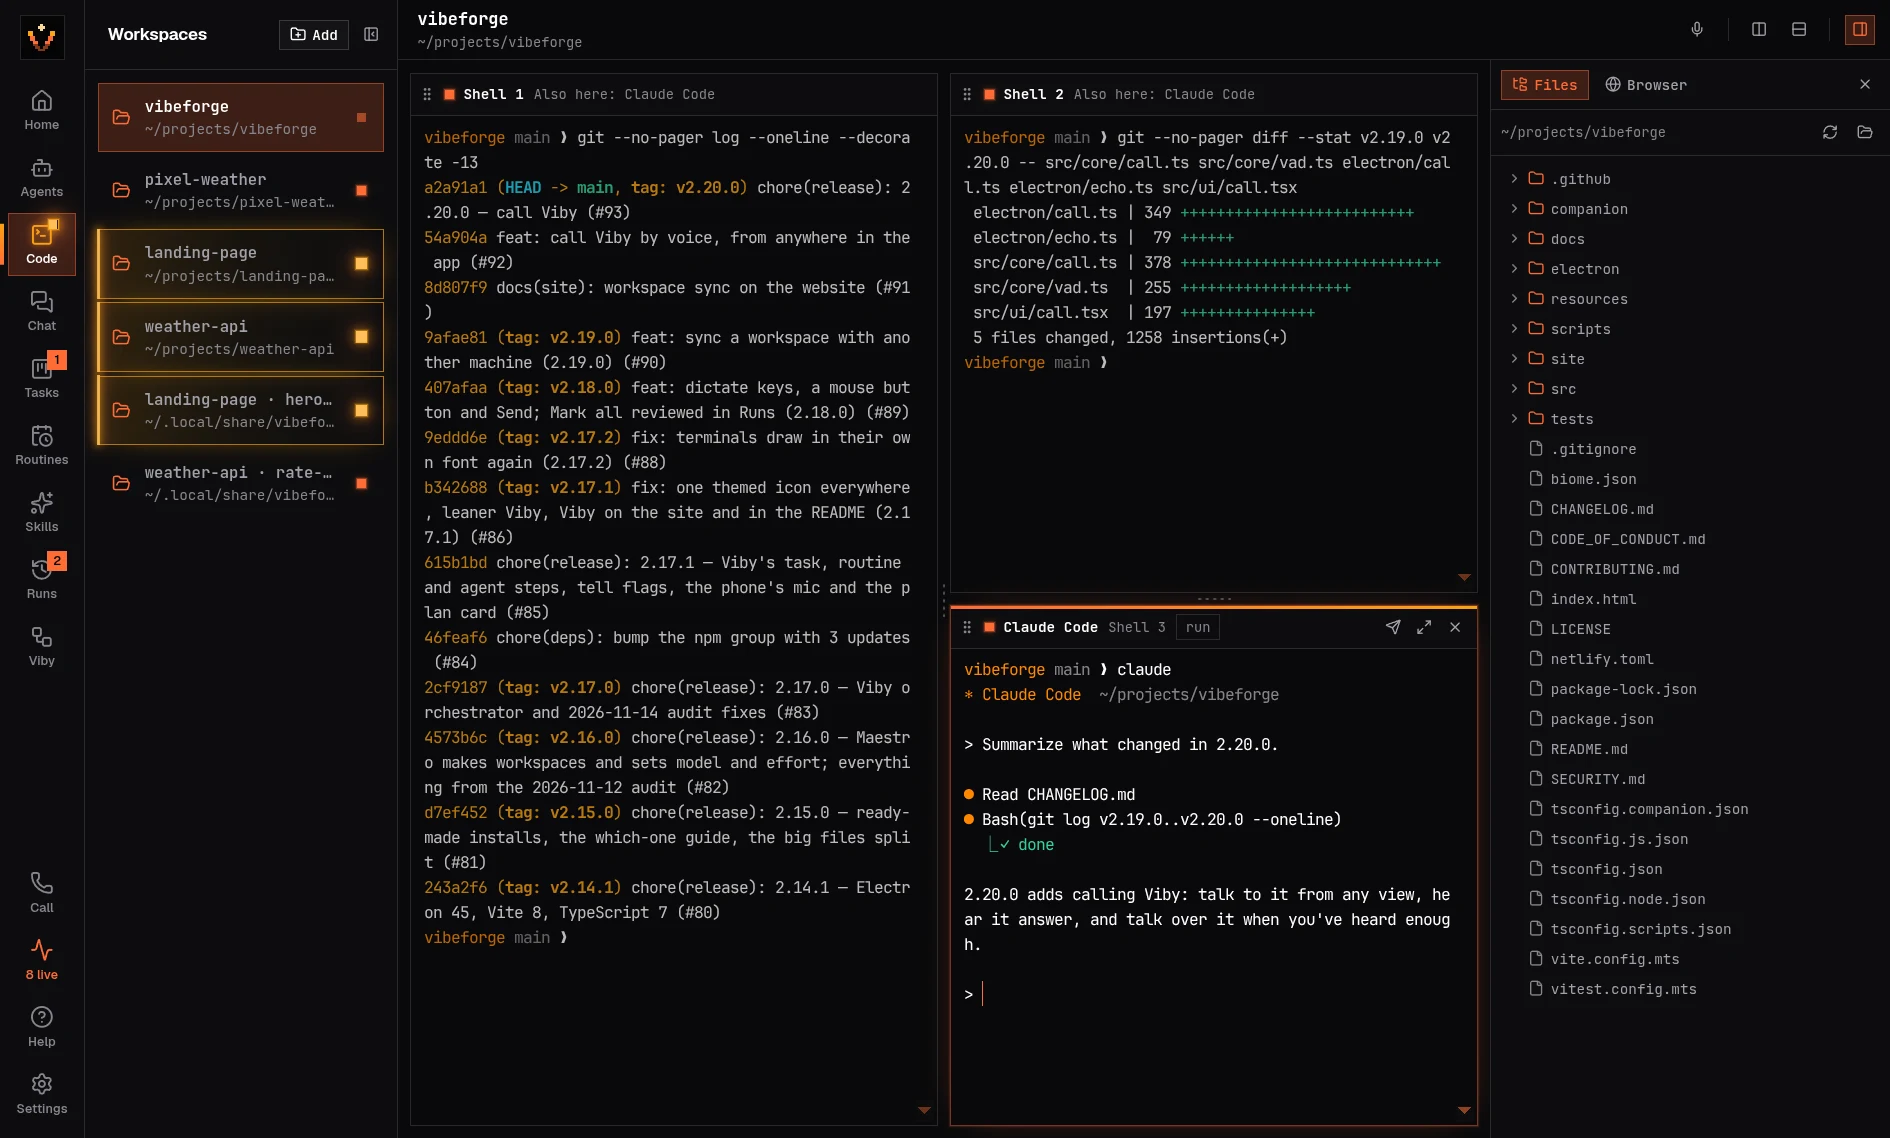 Home
Agents
Code
Chat
1
Tasks
Routines
Skills
2
Runs
Viby
Call
8 live
Help
Settings
Workspaces
Add
vibeforge
~/projects/vibeforge
pixel-weather
~/projects/pixel-weat…
landing-page
~/projects/landing-pa…
weather-api
~/projects/weather-api
landing-page · hero…
~/.local/share/vibefo…
weather-api · rate-…
~/.local/share/vibefo…
vibeforge
~/projects/vibeforge
Shell 1 Also here: Claude Code
vibeforge main ❯ git --no-pager log --oneline --decora
te -13
a2a91a1 (HEAD -> main, tag: v2.20.0) chore(release): 2
.20.0 — call Viby (#93)
54a904a feat: call Viby by voice, from anywhere in the
app (#92)
8d807f9 docs(site): workspace sync on the website (#91
)
9afae81 (tag: v2.19.0) feat: sync a workspace with ano
ther machine (2.19.0) (#90)
407afaa (tag: v2.18.0) feat: dictate keys, a mouse but
ton and Send; Mark all reviewed in Runs (2.18.0) (#89)
9eddd6e (tag: v2.17.2) fix: terminals draw in their ow
n font again (2.17.2) (#88)
b342688 (tag: v2.17.1) fix: one themed icon everywhere
, leaner Viby, Viby on the site and in the README (2.1
7.1) (#86)
615b1bd chore(release): 2.17.1 — Viby's task, routine
and agent steps, tell flags, the phone's mic and the p
lan card (#85)
46feaf6 chore(deps): bump the npm group with 3 updates
(#84)
2cf9187 (tag: v2.17.0) chore(release): 2.17.0 — Viby o
rchestrator and 2026-11-14 audit fixes (#83)
4573b6c (tag: v2.16.0) chore(release): 2.16.0 — Maestr
o makes workspaces and sets model and effort; everythi
ng from the 2026-11-12 audit (#82)
d7ef452 (tag: v2.15.0) chore(release): 2.15.0 — ready-
made installs, the which-one guide, the big files spli
t (#81)
243a2f6 (tag: v2.14.1) chore(release): 2.14.1 — Electr
on 45, Vite 8, TypeScript 7 (#80)
vibeforge main ❯
Shell 2 Also here: Claude Code
vibeforge main ❯ git --no-pager diff --stat v2.19.0 v2
.20.0 -- src/core/call.ts src/core/vad.ts electron/cal
l.ts electron/echo.ts src/ui/call.tsx
electron/call.ts | 349 ++++++++++++++++++++++++++
electron/echo.ts | 79 ++++++
src/core/call.ts | 378 +++++++++++++++++++++++++++++
src/core/vad.ts | 255 +++++++++++++++++++
src/ui/call.tsx | 197 +++++++++++++++
5 files changed, 1258 insertions(+)
vibeforge main ❯
Claude Code Shell 3 run
vibeforge main ❯ claude
* Claude Code ~/projects/vibeforge
> Summarize what changed in 2.20.0.
● Read CHANGELOG.md
● Bash(git log v2.19.0..v2.20.0 --oneline)
⎿ ✓ done
2.20.0 adds calling Viby: talk to it from any view, he
ar it answer, and talk over it when you've heard enoug
h.
>
Files
Browser
~/projects/vibeforge
.github
companion
docs
electron
resources
scripts
site
src
tests
.gitignore
biome.json
CHANGELOG.md
CODE_OF_CONDUCT.md
CONTRIBUTING.md
index.html
LICENSE
netlify.toml
package-lock.json
package.json
README.md
SECURITY.md
tsconfig.companion.json
tsconfig.js.json
tsconfig.json
tsconfig.node.json
tsconfig.scripts.json
vite.config.mts
vitest.config.mts